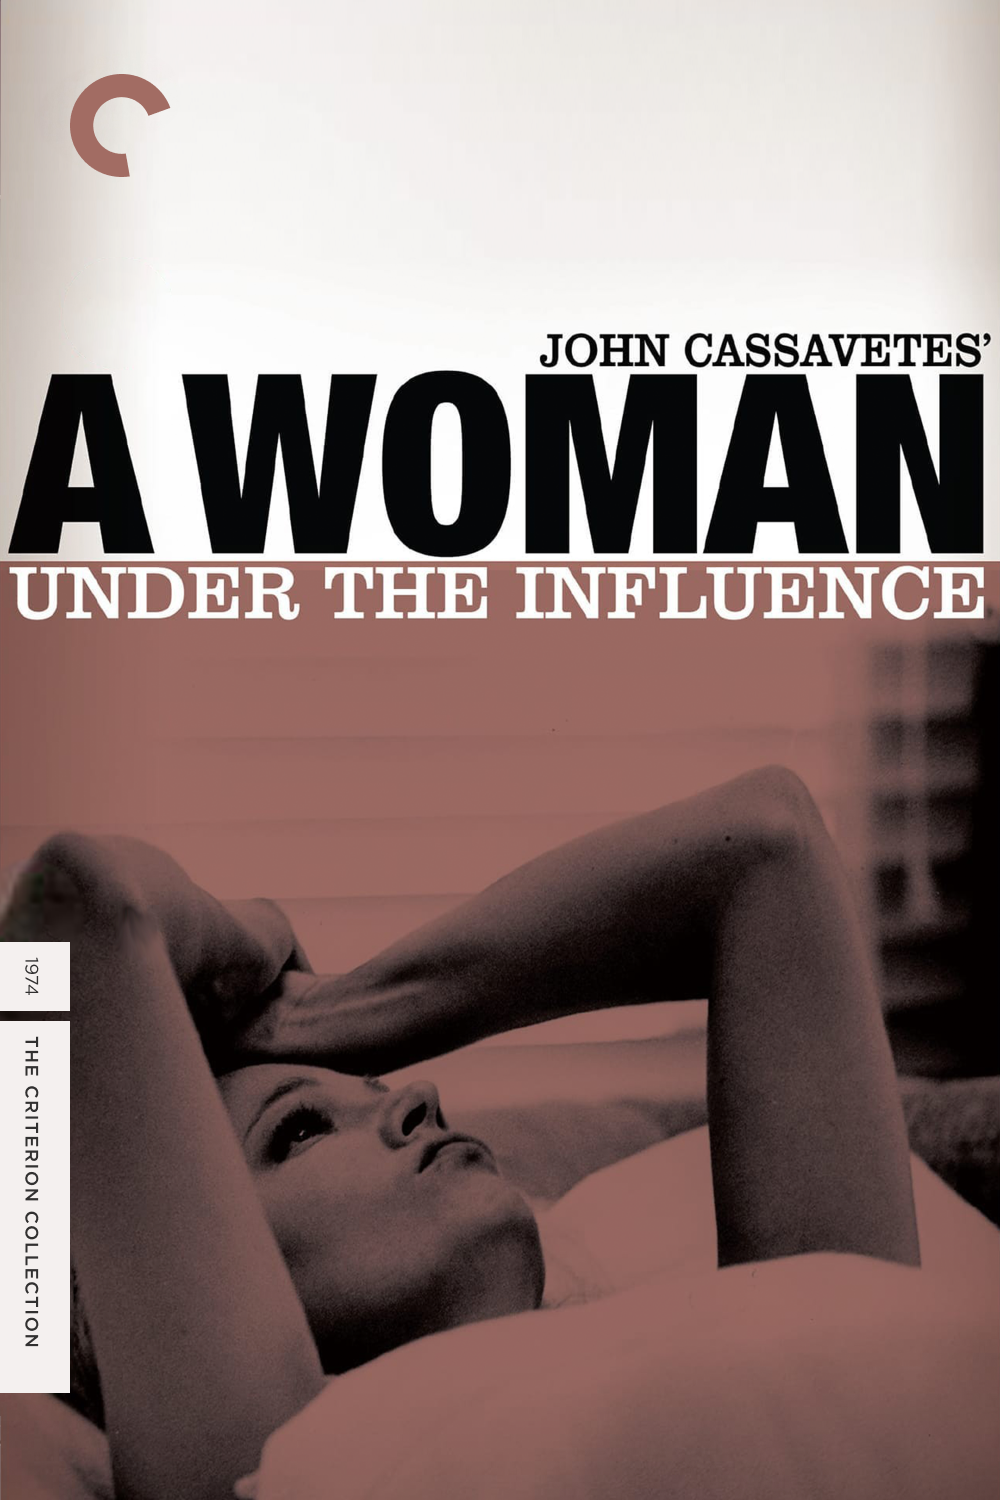 JOHN CASSAVETES’
A WOMAN
UNDER THE INFLUENCE
1974
THE CRITERION COLLECTION